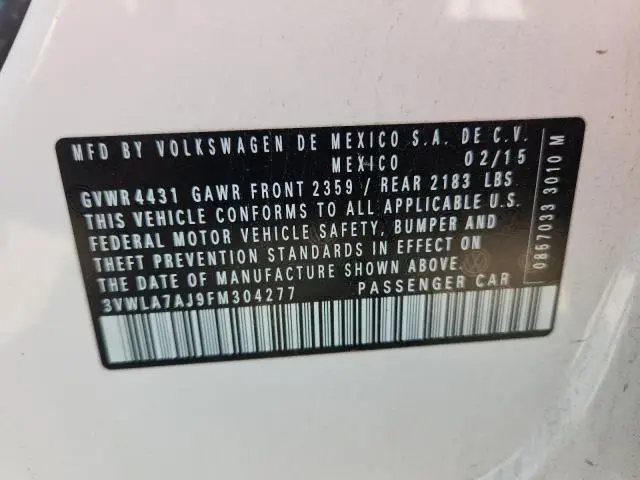 MFD BY VOLKSWAGEN DE MEXICO S.A. DE C.V.
MEXICO 02/15
GVWR4431 GAWR FRONT 2359 / REAR 2183 LBS
THIS VEHICLE CONFORMS TO ALL APPLICABLE U.S.
FEDERAL MOTOR VEHICLE SAFETY, BUMPER AND
THEFT PREVENTION STANDARDS IN EFFECT ON
THE DATE OF MANUFACTURE SHOWN ABOVE.
3VWLA7AJ9FM304277 PASSENGER CAR
0857033 3010 M